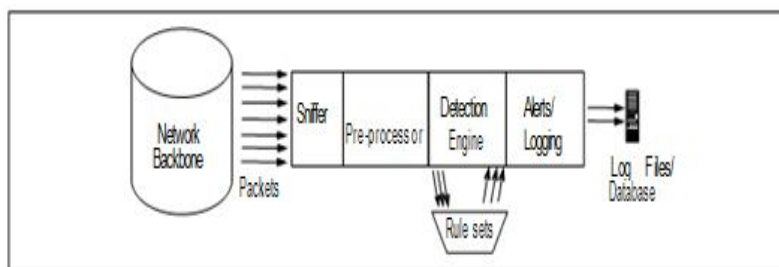 Network
Backbone
Packets
Sniffer
Pre-processor
Detection
Engine
Alerts/
Logging
Rule sets
Log Files/
Database